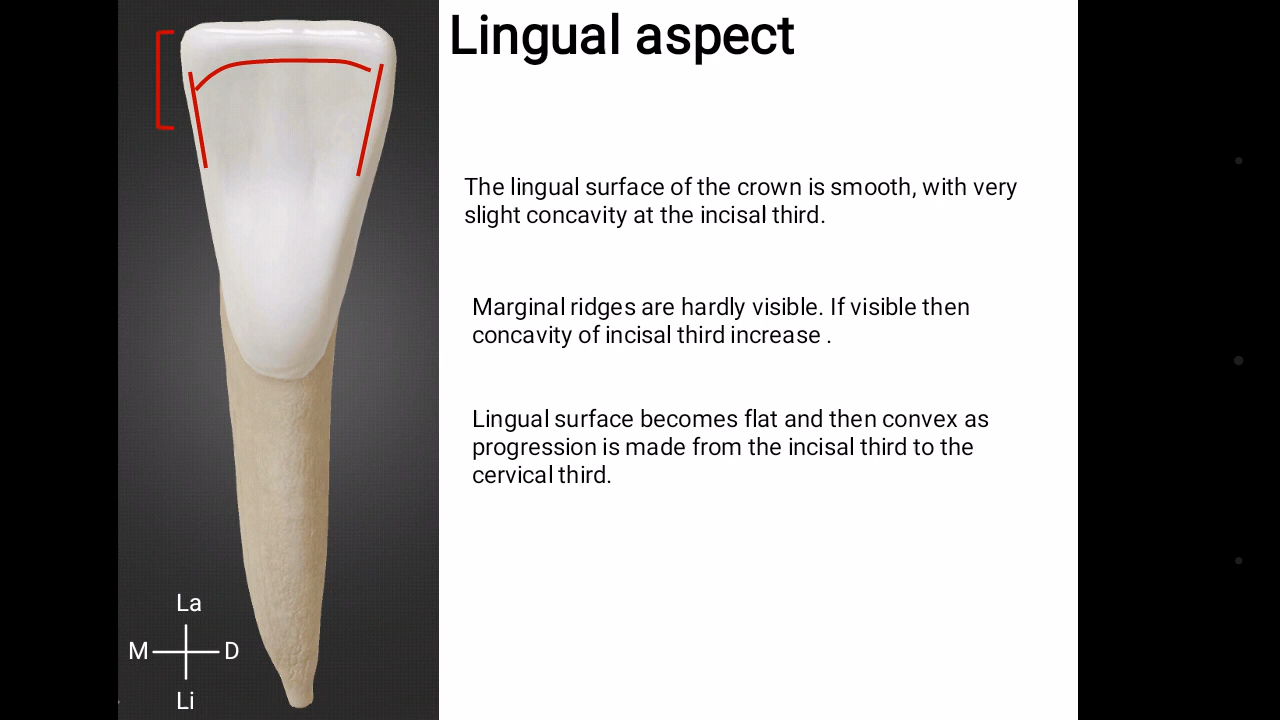 Lingual aspect
The lingual surface of the crown is smooth, with very
slight concavity at the incisal third.
Marginal ridges are hardly visible. If visible then
concavity of incisal third increase .
Lingual surface becomes flat and then convex as
progression is made from the incisal third to the
cervical third.
La
M D
Li